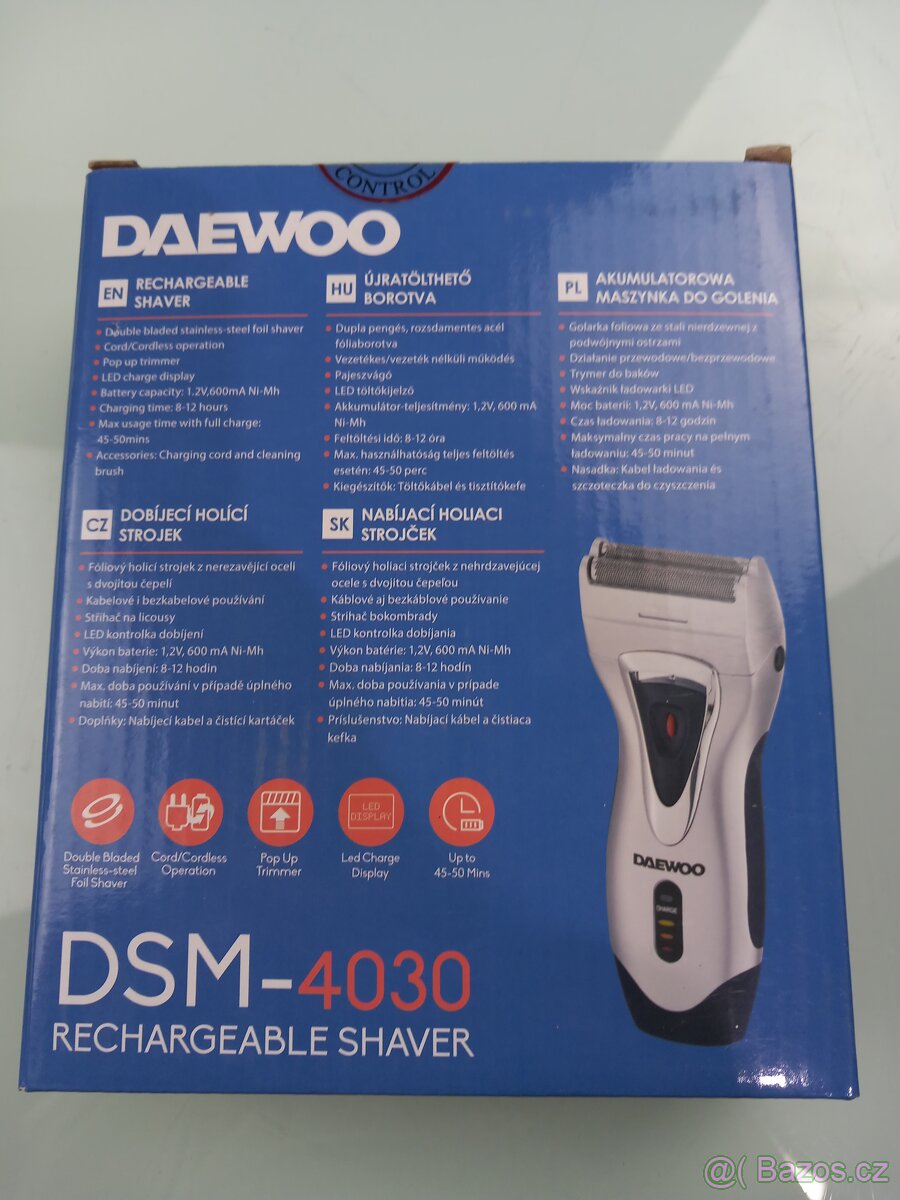 CONTROL
DAEWOO
EN RECHARGEABLE
SHAVER
• Double bladed stainless-steel foil shaver
• Cord/Cordless operation
• Pop up trimmer
• LED charge display
• Battery capacity: 1.2V,600mA Ni-Mh
• Charging time: 8-12 hours
• Max usage time with full charge:
45-50mins
• Accessories: Charging cord and cleaning
brush
HU ÚJRATÖLTHETŐ
BOROTVA
• Dupla pengés, rozsdamentes acél
fóliaborotva
• Vezetékes/vezeték nélküli működés
• Pajeszvágó
• LED töltőkijelző
• Akkumulátor-teljesítmény: 1,2V, 600 mA
Ni-Mh
• Feltöltési idő: 8-12 óra
• Max. használhatóság teljes feltöltés
esetén: 45-50 perc
• Kiegészítők: Töltőkábel és tisztítókefe
PL AKUMULATOROWA
MASZYNKA DO GOLENIA
• Golarka foliowa ze stali nierdzewnej z
podwójnymi ostrzami
• Działanie przewodowe/bezprzewodowe
• Trymer do baków
• Wskaźnik ładowarki LED
• Moc baterii: 1,2V, 600 mA Ni-Mh
• Czas ładowania: 8-12 godzin
• Maksymalny czas pracy na pełnym
ładowaniu: 45-50 minut
• Nasadka: Kabel ładowania és
szczoteczka do czyszczenia
CZ DOBÍJECÍ HOLÍCÍ
STROJEK
• Fóliový holicí strojek z nerezavějící oceli
s dvojitou čepelí
• Kabelové i bezkabelové používání
• Střihač na licousy
• LED kontrolka dobíjení
• Výkon baterie: 1,2V, 600 mA Ni-Mh
• Doba nabíjení: 8-12 hodin
• Max. doba používání v případě úplného
nabití: 45-50 minut
• Doplňky: Nabíjecí kabel a čistící kartáček
SK NABÍJACÍ HOLIACI
STROJČEK
• Fóliový holiaci strojček z nehrdzavejúcej
ocele s dvojitou čepeľou
• Káblové aj bezkáblové používanie
• Strihač bokombrady
• LED kontrolka dobíjania
• Výkon batérie: 1,2V, 600 mA Ni-Mh
• Doba nabíjania: 8-12 hodín
• Max. doba používania v prípade
úplného nabitia: 45-50 minút
• Príslušenstvo: Nabíjací kábel a čistiaca
kefka
LED
DISPLAY
Double Bladed
Stainless-steel
Foil Shaver
Cord/Cordless
Operation
Pop Up
Trimmer
Led Charge
Display
Up to
45-50 Mins
DAEWOO
CHARGE
DSM-4030
RECHARGEABLE SHAVER
@( Bazos.cz